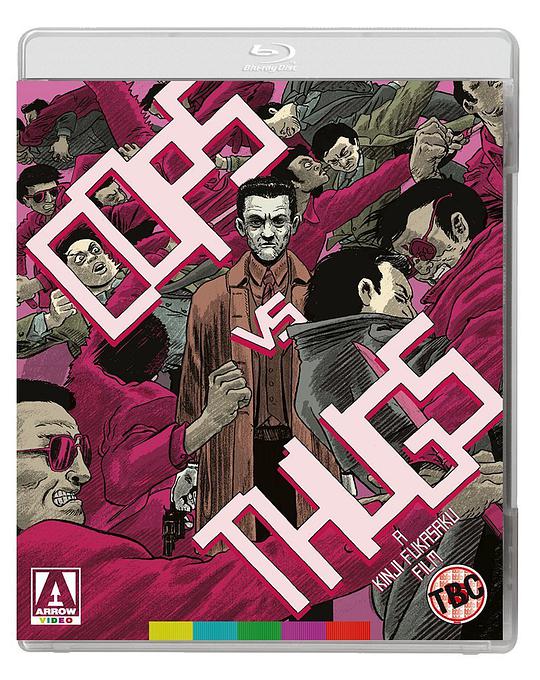 Blu-ray Disc
COPS
VS.
THUGS
A
KINJI FUKASAKU
FILM
A
ARROW
VIDEO
TBC